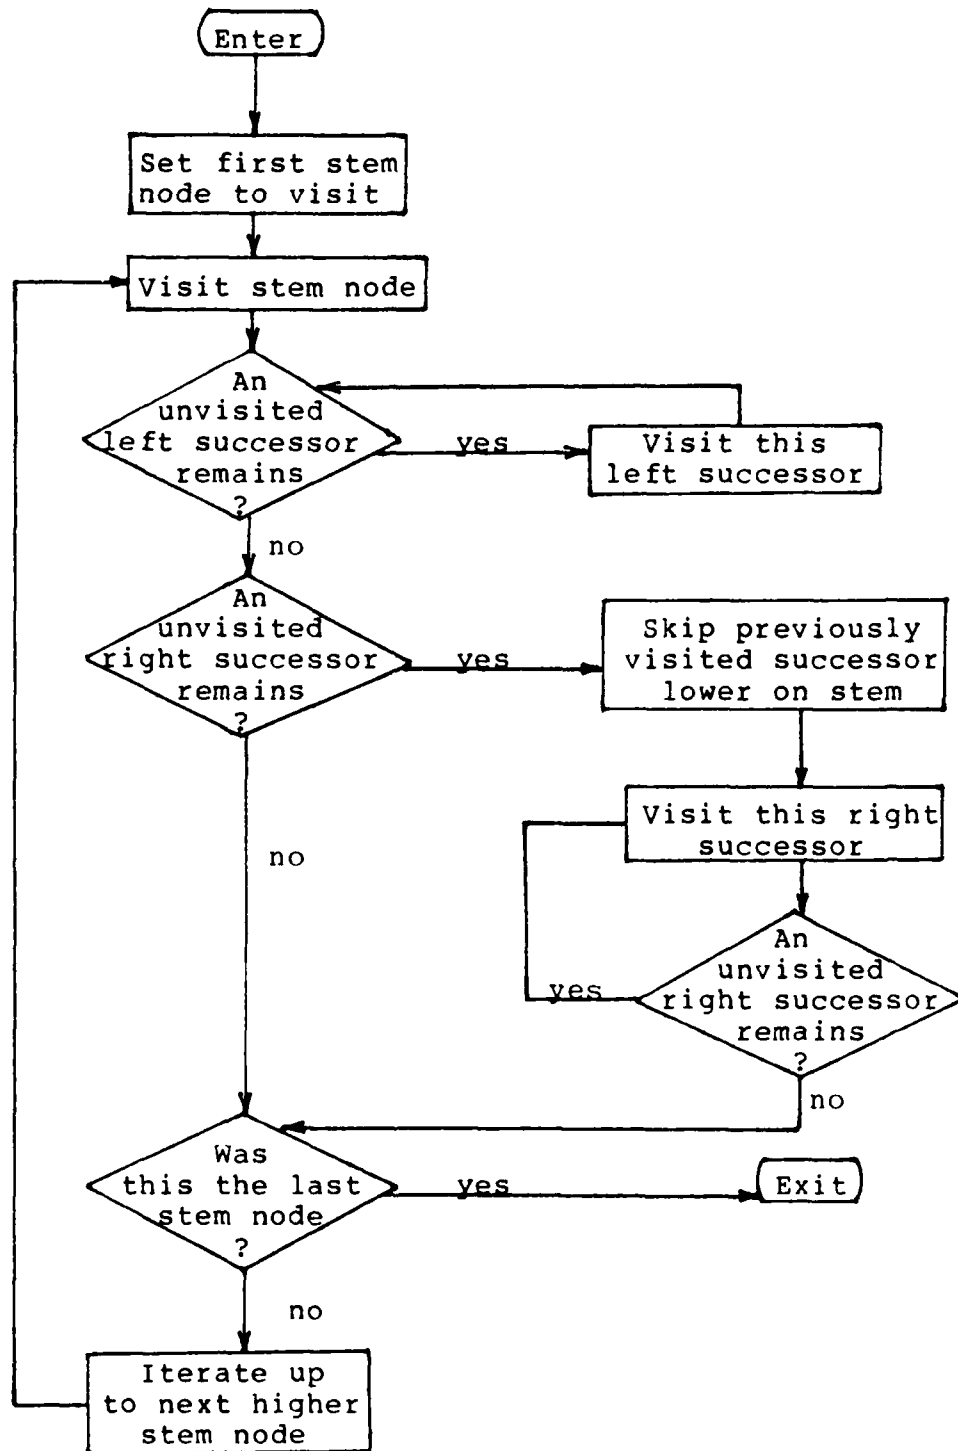 Enter
Set first stem
node to visit
Visit stem node
An
unvisited
left successor
remains
?
yes
Visit this
left successor
no
An
unvisited
right successor
remains
?
yes
Skip previously
visited successor
lower on stem
no
Visit this right
successor
An
unvisited
right successor
remains
?
yes
no
Was
this the last
stem node
?
yes
Exit
no
Iterate up
to next higher
stem node